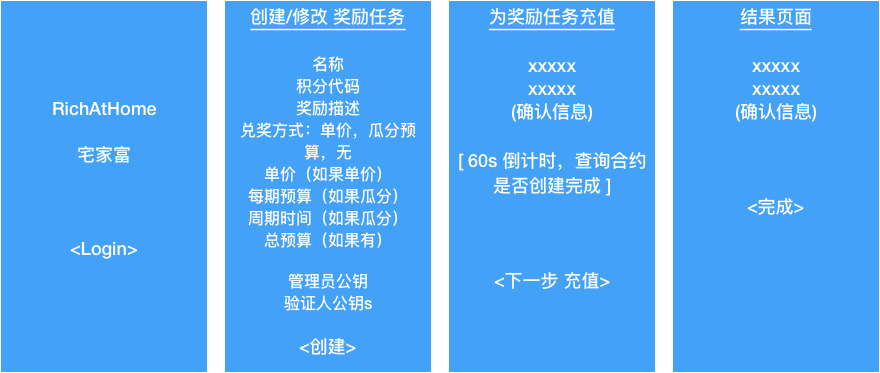 RichAtHome
宅家富
<Login>
创建/修改 奖励任务
名称
积分代码
奖励描述
兑奖方式：单价，瓜分预
算，无
单价（如果单价）
每期预算（如果瓜分）
周期时间（如果瓜分）
总预算（如果有）
管理员公钥
验证人公钥s
<创建>
为奖励任务充值
xxxxx
xxxxx
(确认信息)
[ 60s 倒计时，查询合约
是否创建完成 ]
<下一步 充值>
结果页面
xxxxx
xxxxx
(确认信息)
<完成>